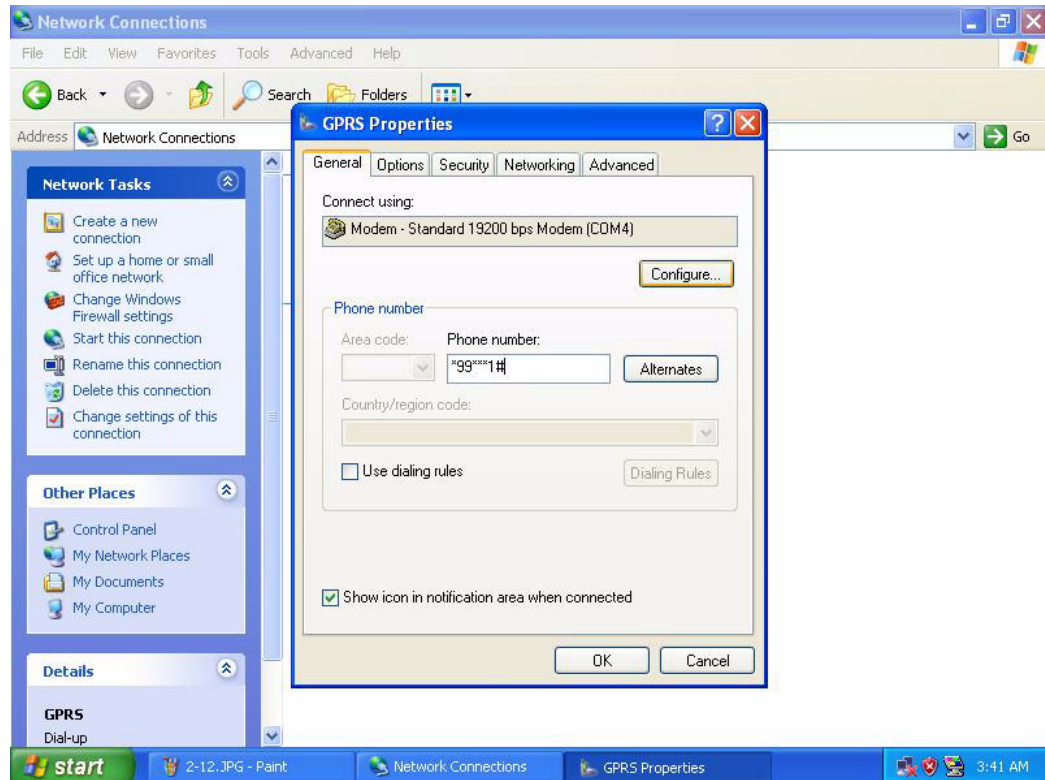 Network Connections
File Edit View Favorites Tools Advanced Help
Back Search Folders
Address Network Connections Go
Network Tasks
Create a new
connection
Set up a home or small
office network
Change Windows
Firewall settings
Start this connection
Rename this connection
Delete this connection
Change settings of this
connection
Other Places
Control Panel
My Network Places
My Documents
My Computer
Details
GPRS
Dial-up
GPRS Properties
General Options Security Networking Advanced
Connect using:
Modem - Standard 19200 bps Modem (COM4)
Configure...
Phone number
Area code: Phone number:
*99***1#
Alternates
Country/region code:
Use dialing rules
Dialing Rules
Show icon in notification area when connected
OK Cancel
start 2-12.JPG - Paint Network Connections GPRS Properties 3:41 AM